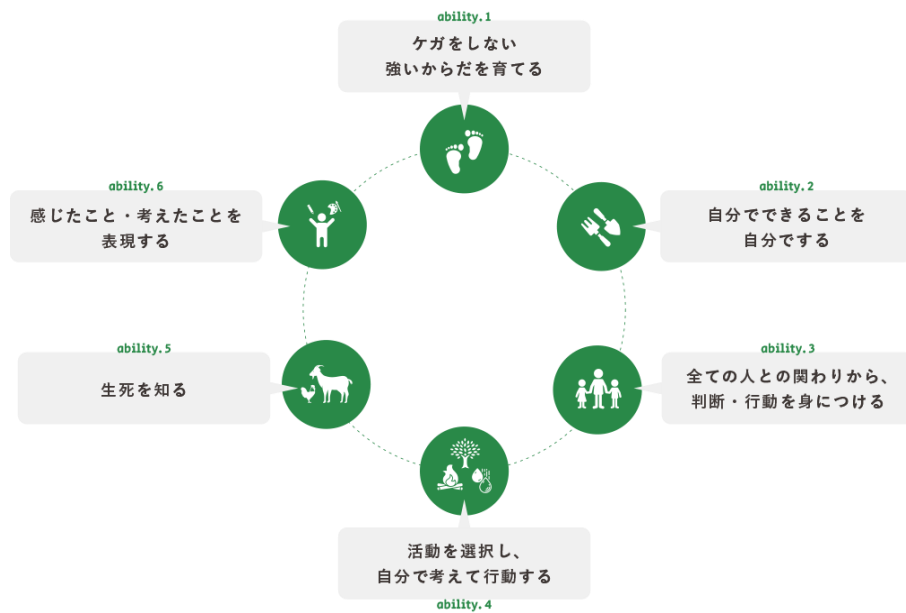 ability.1
ケガをしない
強いからだを育てる
ability.2
自分でできることを
自分でする
ability.3
全ての人との関わりから、
判断・行動を身につける
活動を選択し、
自分で考えて行動する
ability.4
ability.5
生死を知る
ability.6
感じたこと・考えたことを
表現する